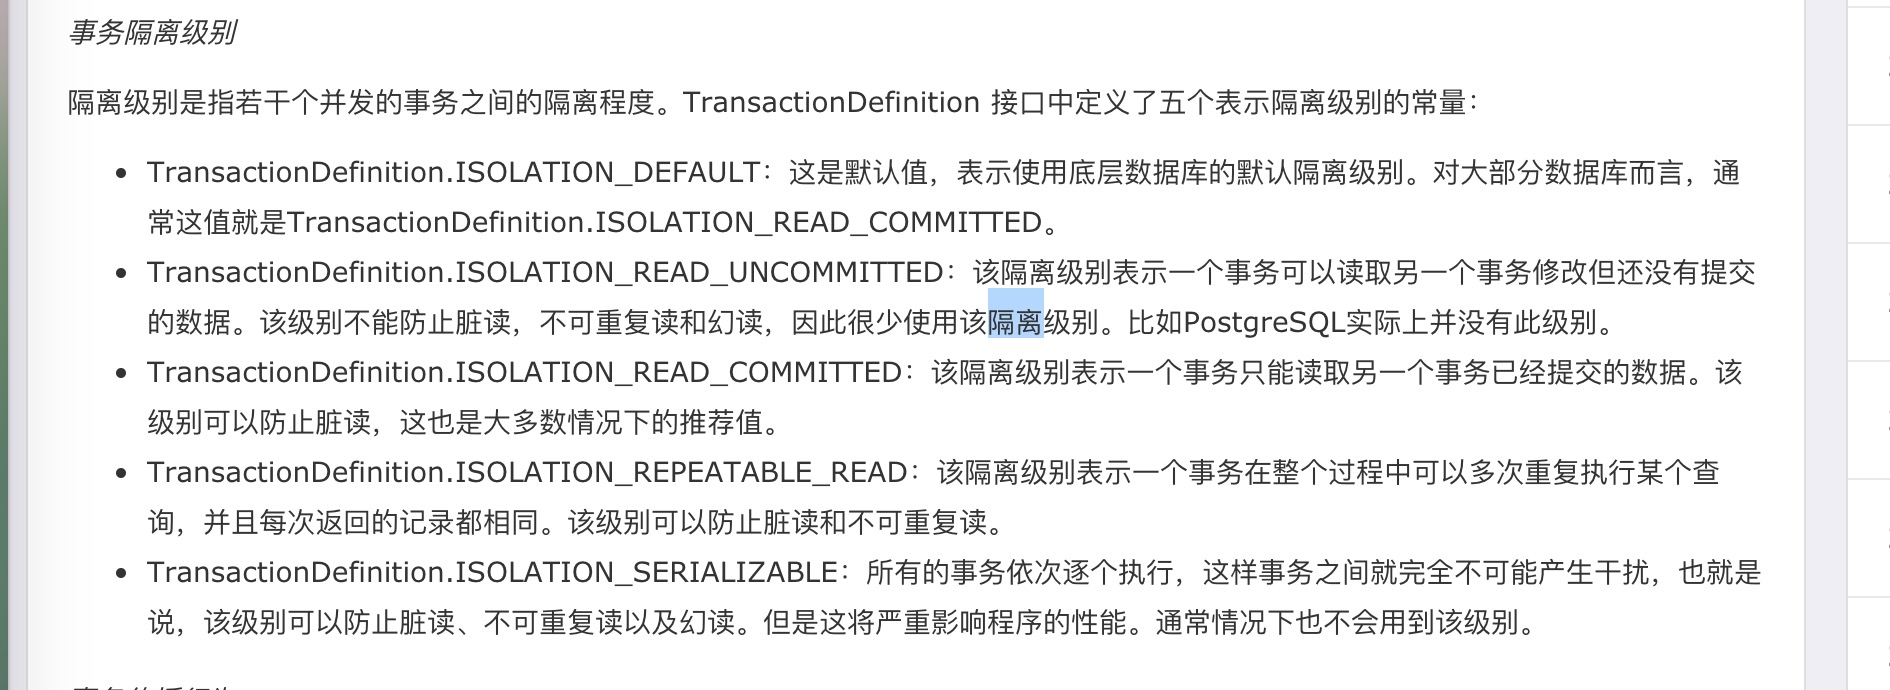 事务隔离级别
隔离级别是指若干个并发的事务之间的隔离程度。TransactionDefinition 接口中定义了五个表示隔离级别的常量：
• TransactionDefinition.ISOLATION_DEFAULT：这是默认值，表示使用底层数据库的默认隔离级别。对大部分数据库而言，通
常这值就是TransactionDefinition.ISOLATION_READ_COMMITTED。
• TransactionDefinition.ISOLATION_READ_UNCOMMITTED：该隔离级别表示一个事务可以读取另一个事务修改但还没有提交
的数据。该级别不能防止脏读，不可重复读和幻读，因此很少使用该隔离级别。比如PostgreSQL实际上并没有此级别。
• TransactionDefinition.ISOLATION_READ_COMMITTED：该隔离级别表示一个事务只能读取另一个事务已经提交的数据。该
级别可以防止脏读，这也是大多数情况下的推荐值。
• TransactionDefinition.ISOLATION_REPEATABLE_READ：该隔离级别表示一个事务在整个过程中可以多次重复执行某个查
询，并且每次返回的记录都相同。该级别可以防止脏读和不可重复读。
• TransactionDefinition.ISOLATION_SERIALIZABLE：所有的事务依次逐个执行，这样事务之间就完全不可能产生干扰，也就是
说，该级别可以防止脏读、不可重复读以及幻读。但是这将严重影响程序的性能。通常情况下也不会用到该级别。